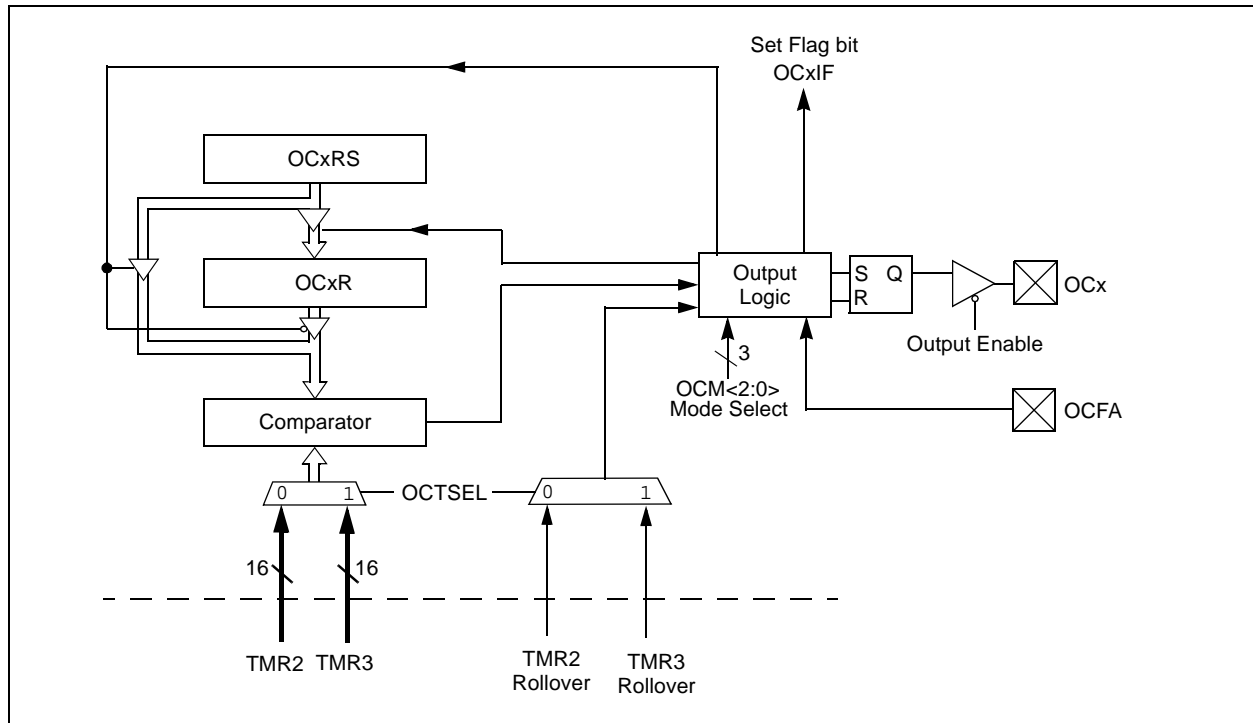 Set Flag bit
OCxIF
OCxRS
OCxR
Output
Logic
S Q
R
OCx
Output Enable
3
OCM<2:0>
Mode Select
OCFA
Comparator
0 1
OCTSEL
0 1
16
16
TMR2
TMR3
TMR2
Rollover
TMR3
Rollover